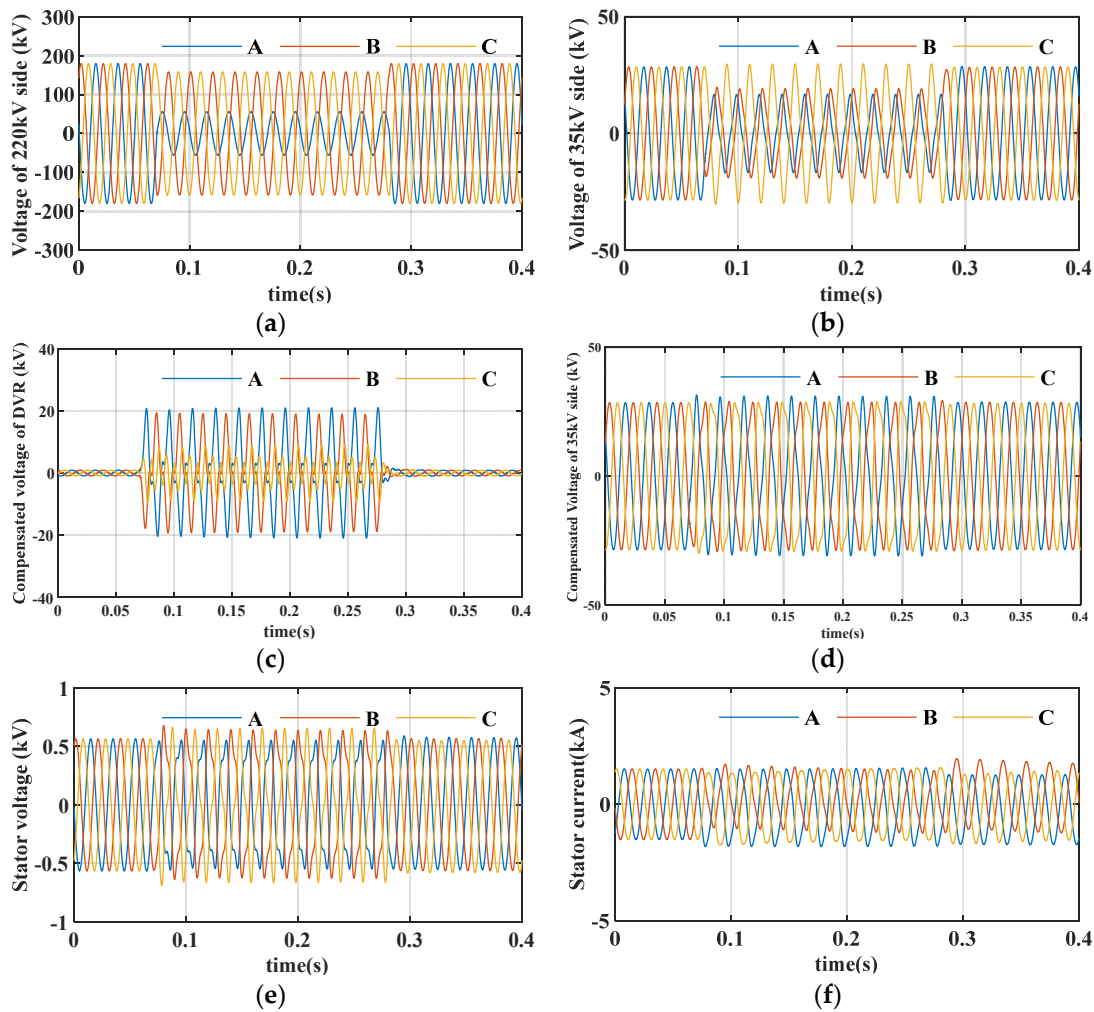 Voltage of 220kV side (kV)
300
200
100
0
-100
-200
-300
A B C
0 0.1 0.2 0.3 0.4
time(s)
(a)
Voltage of 35kV side (kV)
50
0
-50
A B C
0 0.1 0.2 0.3 0.4
time(s)
(b)
Compensated voltage of DVR (kV)
40
20
0
-20
-40
A B C
0 0.05 0.1 0.15 0.2 0.25 0.3 0.35 0.4
time(s)
(c)
Compensated Voltage of 35kV side (kV)
50
0
-50
A B C
0 0.05 0.1 0.15 0.2 0.25 0.3 0.35 0.4
time(s)
(d)
Stator voltage (kV)
1
0.5
0
-0.5
-1
A B C
0 0.1 0.2 0.3 0.4
time(s)
(e)
Stator current(kA)
5
0
-5
A B C
0 0.1 0.2 0.3 0.4
time(s)
(f)